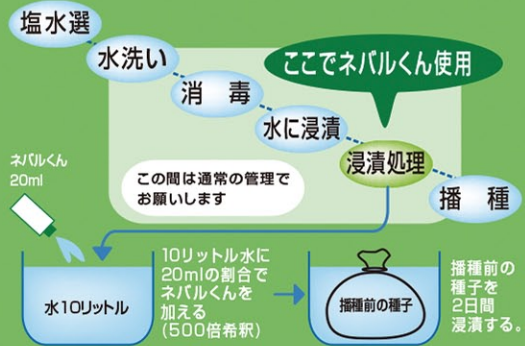 塩水選
水洗い
消毒
水に浸漬
ここでネバルくん使用
浸漬処理
播種
この間は通常の管理で
お願いします
ネバルくん
20ml
水10リットル
10リットル水に
20mlの割合で
ネバルくんを
加える
(500倍希釈)
播種前の種子
播種前の
種子を
2日間
浸漬する。